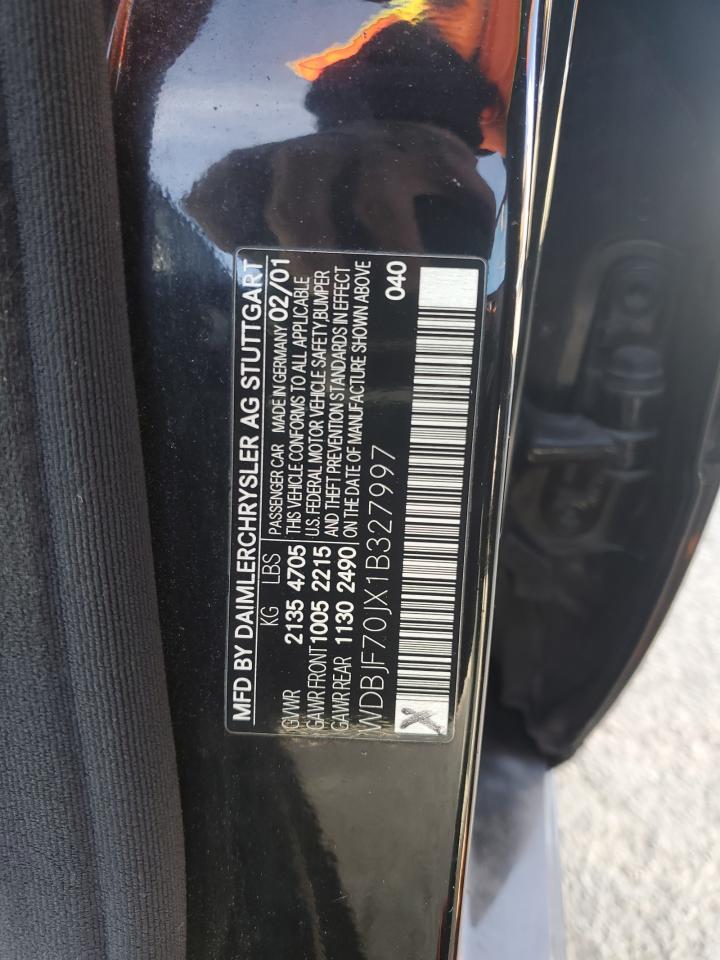 MFD BY DAIMLERCHRYSLER AG STUTTGART
KG LBS
GVWR 2135 4705
GAWR FRONT 1005 2215
GAWR REAR 1130 2490
PASSENGER CAR MADE IN GERMANY 02/01
THIS VEHICLE CONFORMS TO ALL APPLICABLE
U.S. FEDERAL MOTOR VEHICLE SAFETY, BUMPER
AND THEFT PREVENTION STANDARDS IN EFFECT
ON THE DATE OF MANUFACTURE SHOWN ABOVE
WDBJF70JX1B327997
040
X